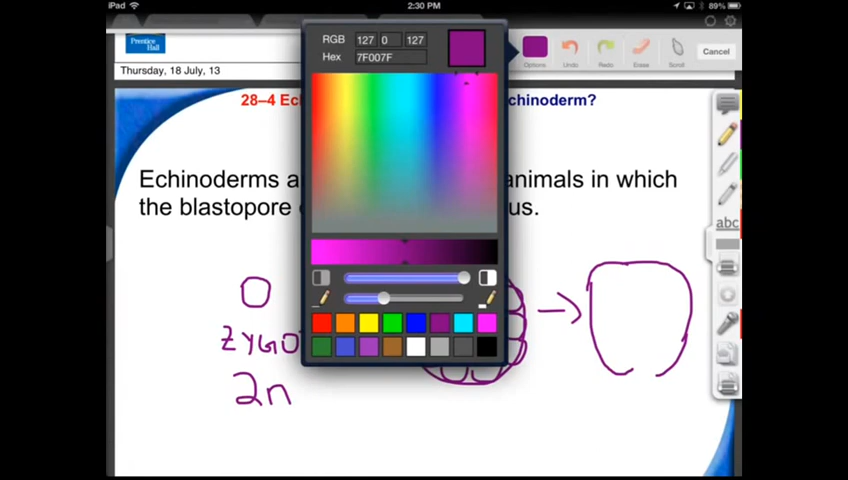 iPad 2:30 PM 89%
RGB 127 0 127
Hex 7F007F
Options Undo Redo Erase Scroll Cancel
Prentice Hall
Thursday, 18 July, 13
28–4 Ec chinoderm?
abc
Echinoderms a animals in which
the blastopore us.
ZYGO
2n